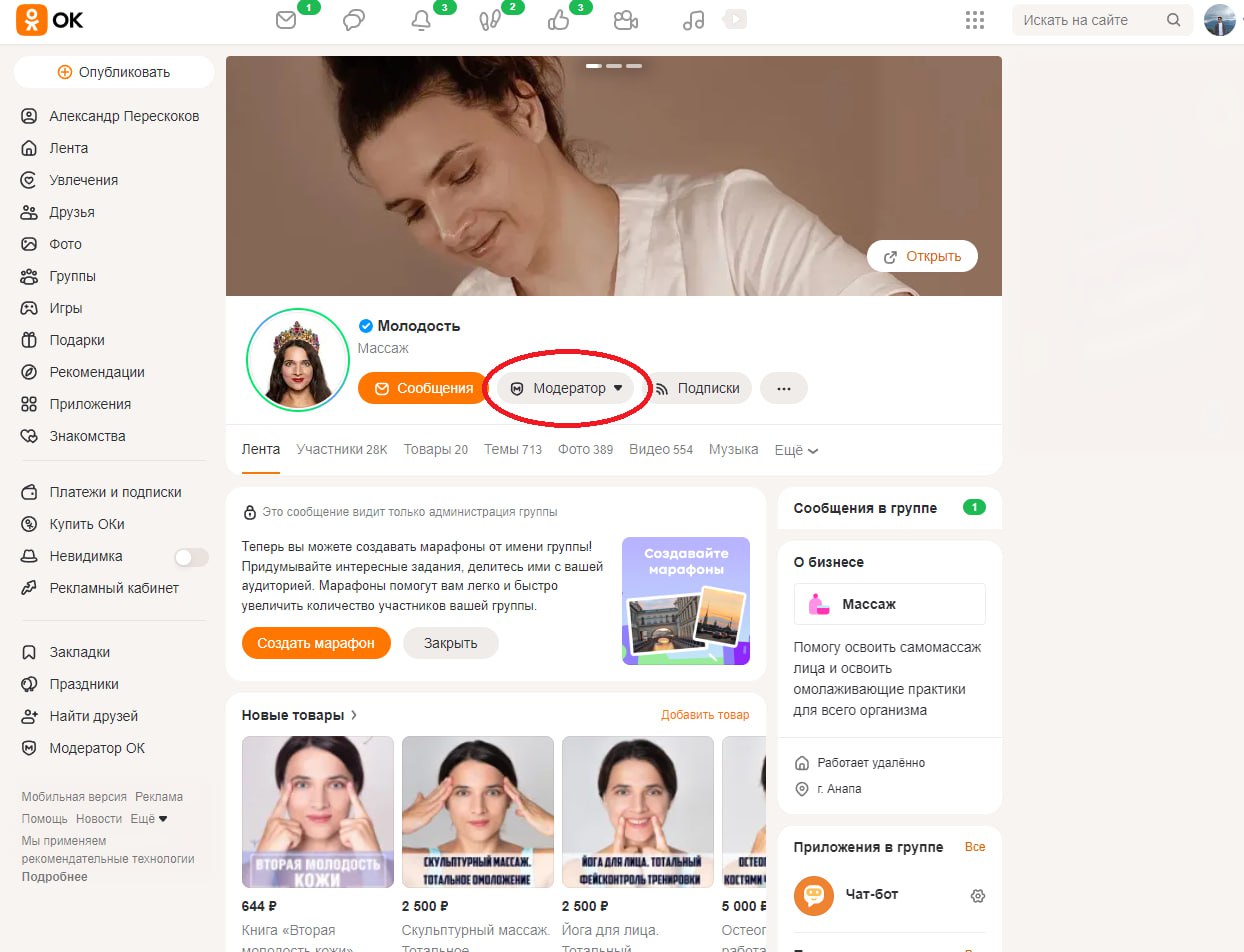 ОК
1
3
2
3
Искать на сайте
Опубликовать
Александр Пересков
Лента
Увлечения
Друзья
Фото
Группы
Игры
Подарки
Рекомендации
Приложения
Знакомства
Платежи и подписки
Купить ОКи
Невидимка
Рекламный кабинет
Закладки
Праздники
Найти друзей
Модератор ОК
Мобильная версия Реклама
Помощь Новости Ещё
Мы применяем
рекомендательные технологии
Подробнее
Открыть
Молодость
Массаж
Сообщения
Модератор
Подписки
Лента Участники 28K Товары 20 Темы 713 Фото 389 Видео 554 Музыка Ещё
Это сообщение видит только администрация группы
Теперь вы можете создавать марафоны от имени группы!
Придумывайте интересные задания, делитесь ими с вашей
аудиторией. Марафоны помогут вам легко и быстро
увеличить количество участников вашей группы.
Создать марафон
Закрыть
Создавайте
марафоны
Новые товары
Добавить товар
ВТОРАЯ МОЛОДОСТЬ
КОЖИ
644 ₽
Книга «Вторая
молодость кожи»
СКУЛЬПТУРНЫЙ МАССАЖ.
ТОТАЛЬНОЕ ОМОЛОЖЕНИЕ
2 500 ₽
Скульптурный массаж.
Тотальное
ЙОГА ДЛЯ ЛИЦА. ТОТАЛЬНЫЙ
ФЕЙСКОНТРОЛЬ ТРЕНИРОВКИ
2 500 ₽
Йога для лица.
Тотальный
ОСТЕО
КОСТЯМИ
5 000 ₽
Остеоп
работа
Сообщения в группе
1
О бизнесе
Массаж
Помогу освоить самомассаж
лица и освоить
омолаживающие практики
для всего организма
Работает удалённо
г. Анапа
Приложения в группе
Все
Чат-бот